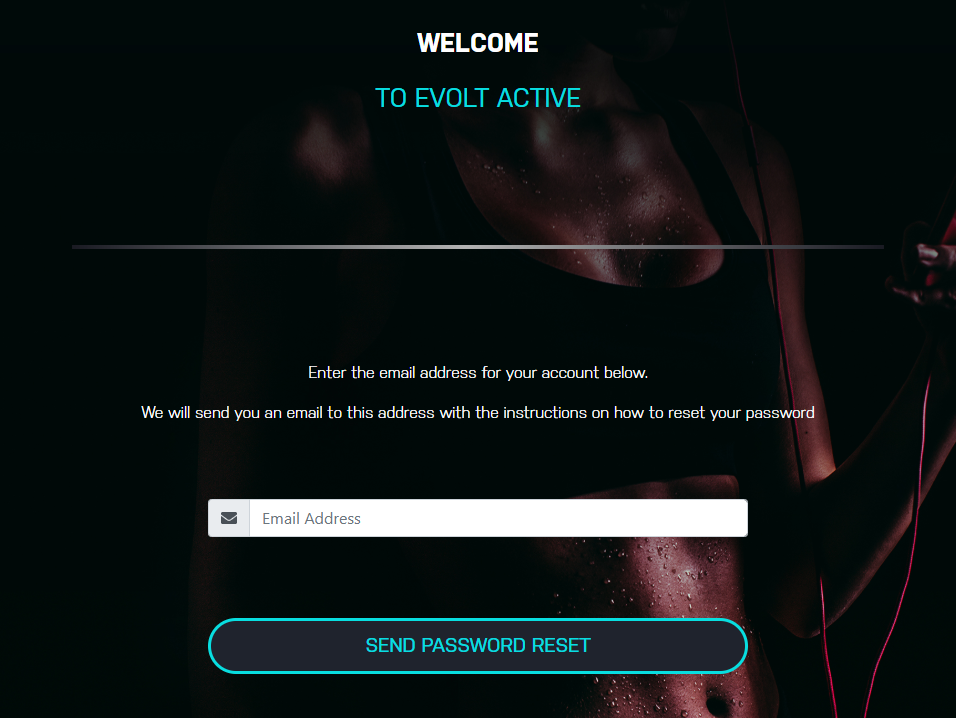 WELCOME
TO EVOLT ACTIVE
Enter the email address for your account below.
We will send you an email to this address with the instructions on how to reset your password
Email Address
SEND PASSWORD RESET